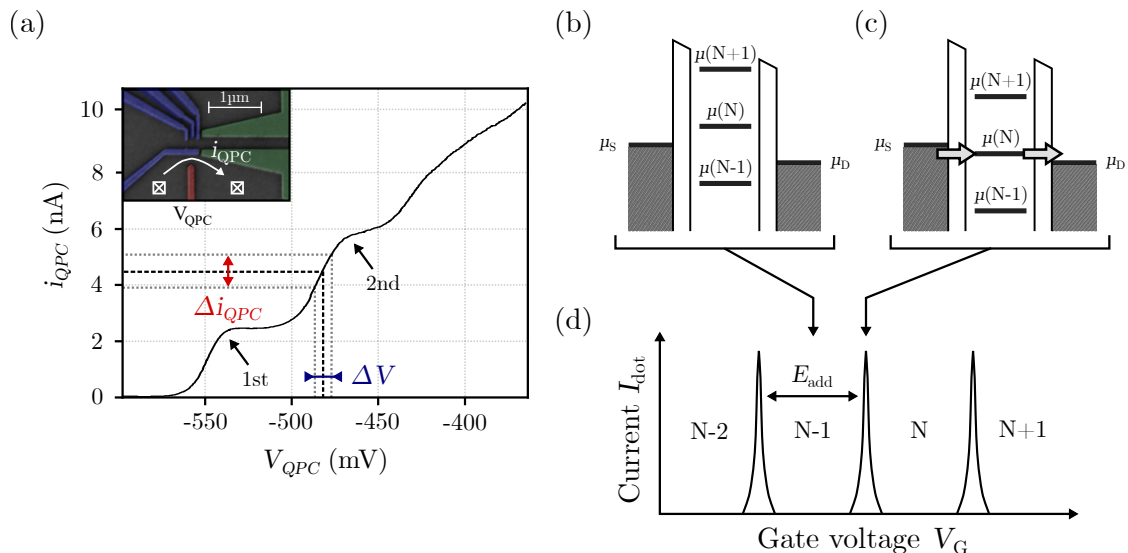 (a)
10
8
6
4
2
0
i_QPC (nA)
-550
-500
-450
-400
V_QPC (mV)
1µm
i_QPC
V_QPC
Δi_QPC
ΔV
1st
2nd
(b)
µ(N+1)
µ(N)
µ(N-1)
µ_S
µ_D
(c)
µ(N+1)
µ(N)
µ(N-1)
µ_S
µ_D
(d)
Current I_dot
E_add
N-2
N-1
N
N+1
Gate voltage V_G